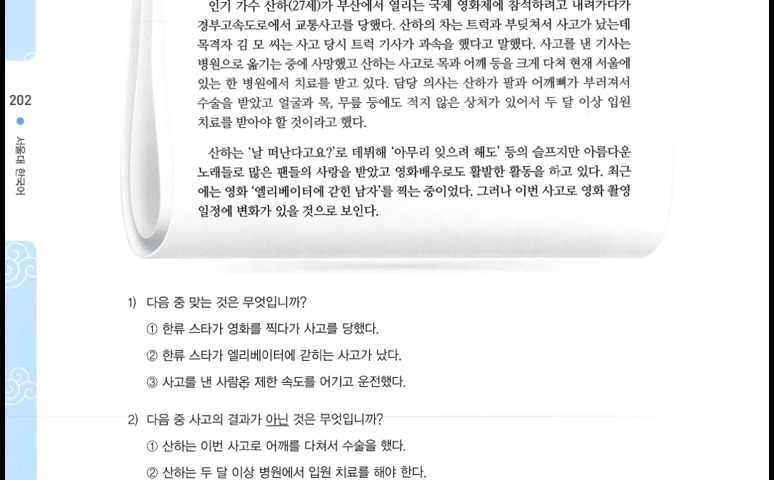 인기 가수 산하(27세)가 부산에서 열리는 국제 영화제에 참석하려고 내려가다가
경부고속도로에서 교통사고를 당했다. 산하의 차는 트럭과 부딪쳐서 사고가 났는데
목격자 김 모 씨는 사고 당시 트럭 기사가 과속을 했다고 말했다. 사고를 낸 기사는
병원으로 옮기는 중에 사망했고 산하는 사고로 목과 어깨 등을 크게 다쳐 현재 서울에
있는 한 병원에서 치료를 받고 있다. 담당 의사는 산하가 팔과 어깨뼈가 부러져서
수술을 받았고 얼굴과 목, 무릎 등에도 적지 않은 상처가 있어서 두 달 이상 입원
치료를 받아야 할 것이라고 했다.
산하는 ‘날 떠난다고요?’로 데뷔해 ‘아무리 잊으려 해도’ 등의 슬프지만 아름다운
노래들로 많은 팬들의 사랑을 받았고 영화배우로도 활발한 활동을 하고 있다. 최근
에는 영화 ‘엘리베이터에 갇힌 남자’를 찍는 중이었다. 그러나 이번 사고로 영화 촬영
일정에 변화가 있을 것으로 보인다.
202
서울대 한국어
1) 다음 중 맞는 것은 무엇입니까?
① 한류 스타가 영화를 찍다가 사고를 당했다.
② 한류 스타가 엘리베이터에 갇히는 사고가 났다.
③ 사고를 낸 사람은 제한 속도를 어기고 운전했다.
2) 다음 중 사고의 결과가 아닌 것은 무엇입니까?
① 산하는 이번 사고로 어깨를 다쳐서 수술을 했다.
② 산하는 두 달 이상 병원에서 입원 치료를 해야 한다.